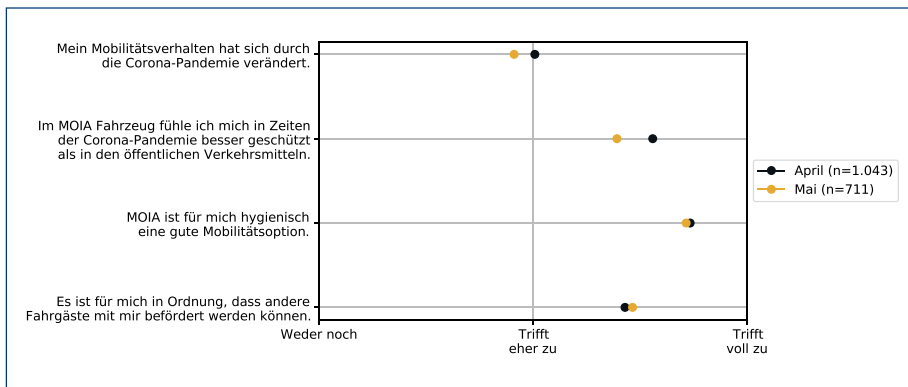 Mein Mobilitätsverhalten hat sich durch
die Corona-Pandemie verändert.
Im MOIA Fahrzeug fühle ich mich in Zeiten
der Corona-Pandemie besser geschützt
als in den öffentlichen Verkehrsmitteln.
MOIA ist für mich hygienisch
eine gute Mobilitätsoption.
Es ist für mich in Ordnung, dass andere
Fahrgäste mit mir befördert werden können.
Weder noch
Trifft
eher zu
Trifft
voll zu
April (n=1.043)
Mai (n=711)